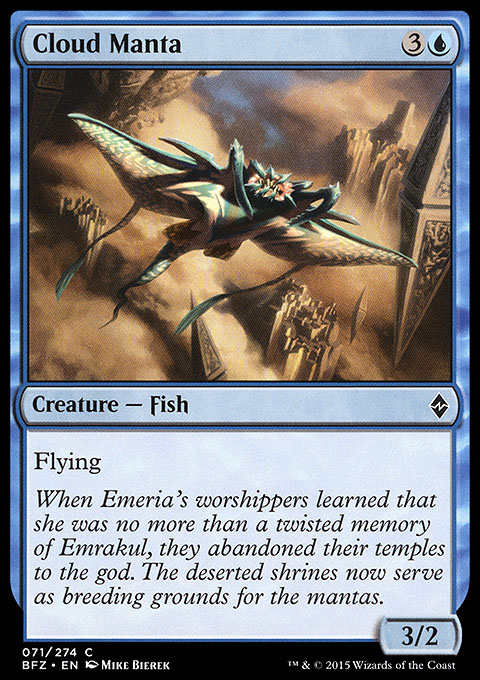 Cloud Manta 3
Creature — Fish
Flying
When Emeria's worshippers learned that
she was no more than a twisted memory
of Emrakul, they abandoned their temples
to the god. The deserted shrines now serve
as breeding grounds for the mantas.
3/2
071/274 C
BFZ • EN Mike Bierek
™ & © 2015 Wizards of the Coast